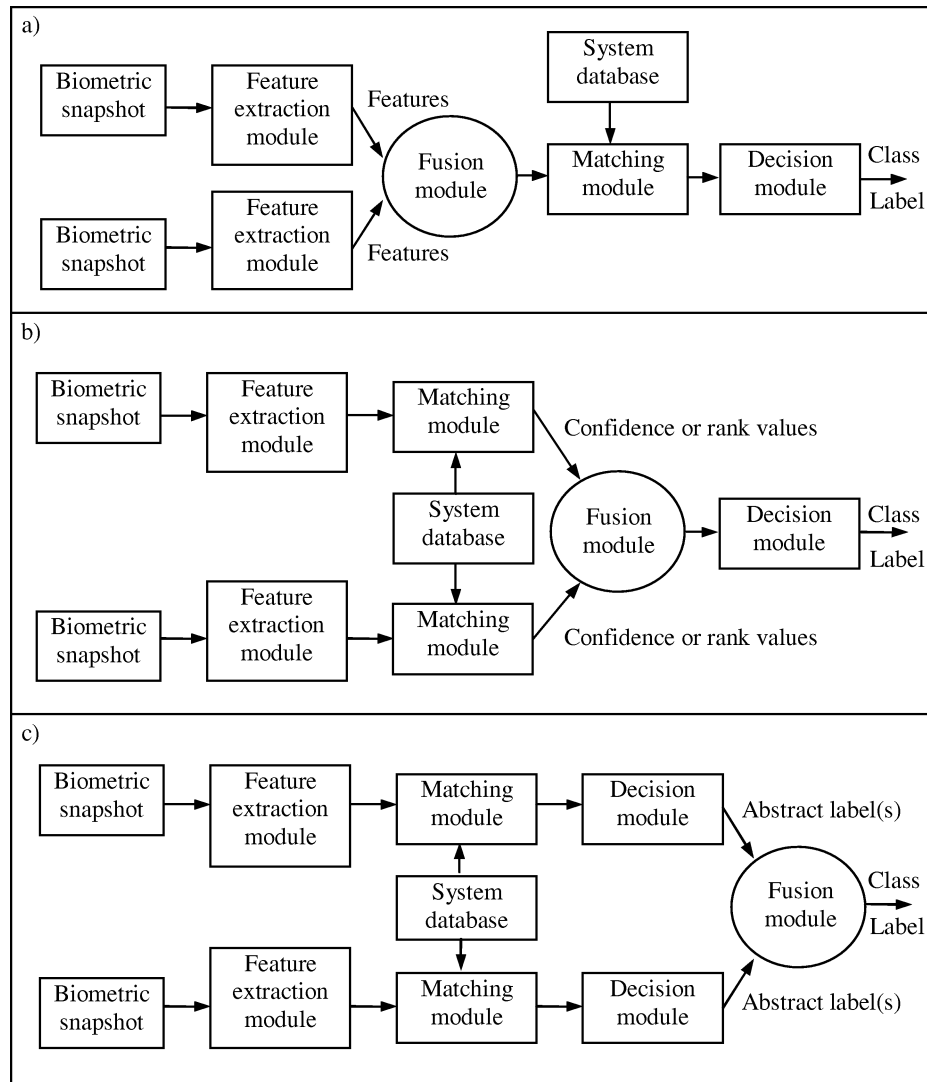 a)
Biometric
snapshot
Feature
extraction
module
Features
Biometric
snapshot
Feature
extraction
module
Features
Fusion
module
System
database
Matching
module
Decision
module
Class
Label
b)
Biometric
snapshot
Feature
extraction
module
Matching
module
Confidence or rank values
System
database
Biometric
snapshot
Feature
extraction
module
Matching
module
Confidence or rank values
Fusion
module
Decision
module
Class
Label
c)
Biometric
snapshot
Feature
extraction
module
Matching
module
Decision
module
Abstract label(s)
System
database
Biometric
snapshot
Feature
extraction
module
Matching
module
Decision
module
Abstract label(s)
Fusion
module
Class
Label